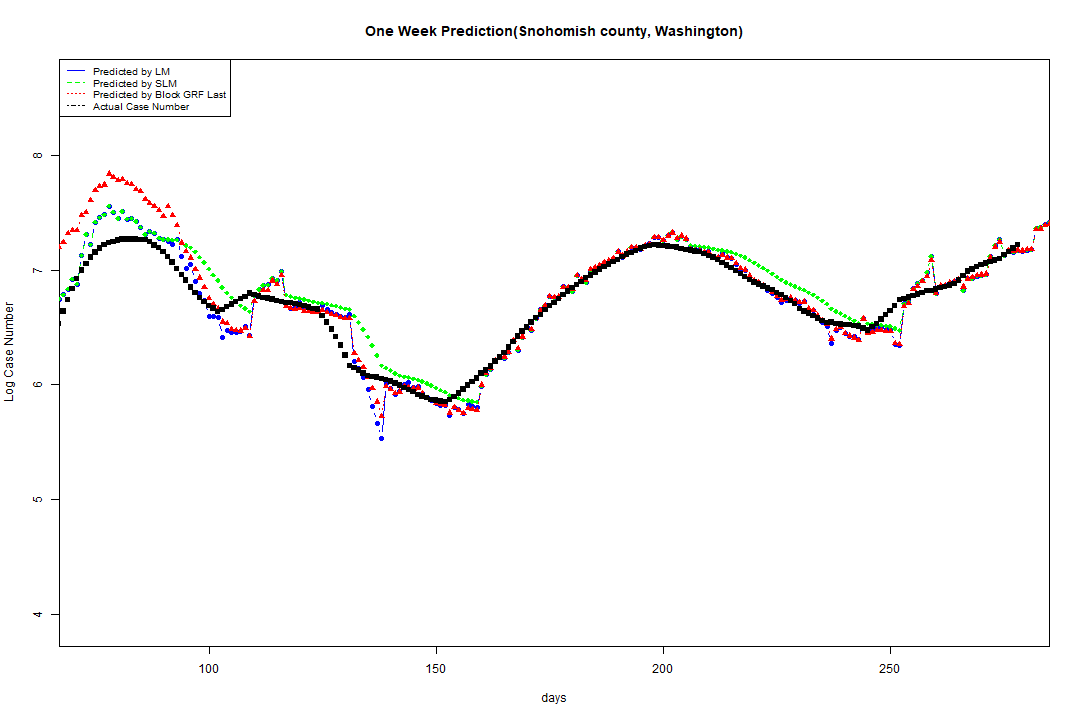 One Week Prediction(Snohomish county, Washington)
Predicted by LM
Predicted by SLM
Predicted by Block GRF Last
Actual Case Number
8
7
6
5
4
Log Case Number
100
150
200
250
days